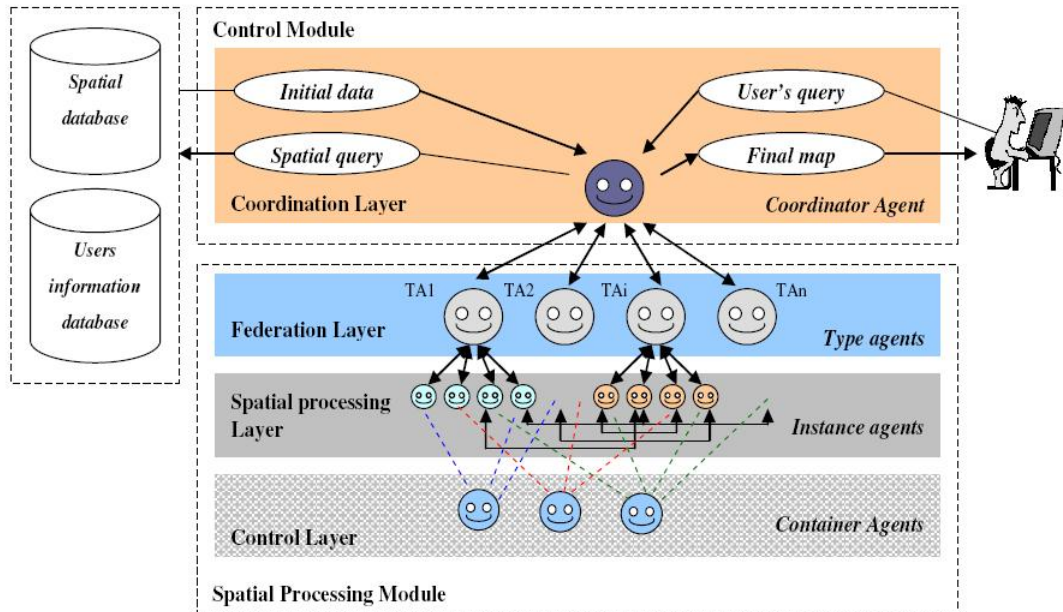 Control Module
Spatial
database
Initial data
User's query
Spatial query
Final map
Coordination Layer
Coordinator Agent
Users
information
database
TA1
TA2
TAi
TAn
Federation Layer
Type agents
Spatial processing
Layer
Instance agents
Container Agents
Control Layer
Spatial Processing Module